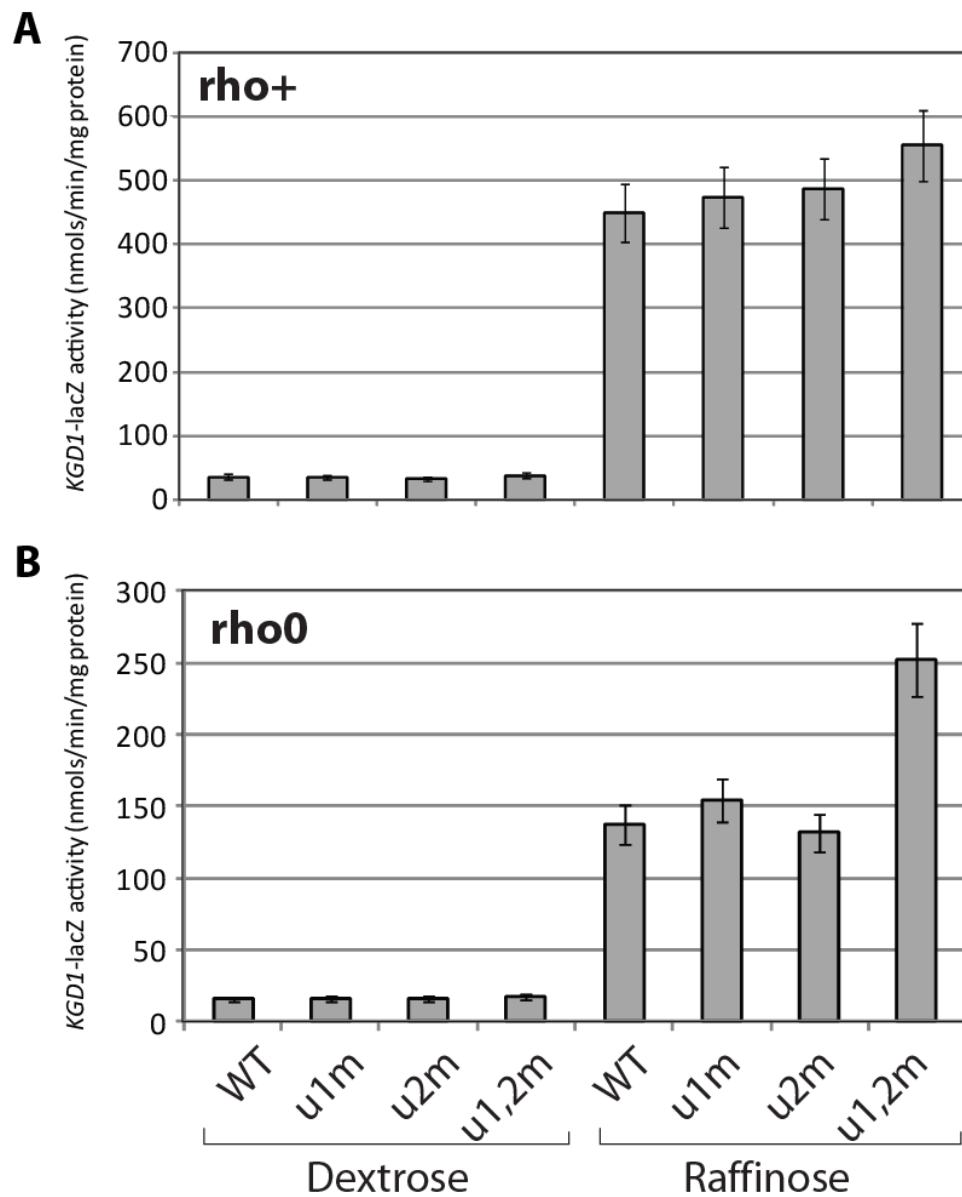 A
700
rho+
600
500
400
300
200
100
0
KGD1-lacZ activity (nmols/min/mg protein)
B
300
rho0
250
200
150
100
50
0
KGD1-lacZ activity (nmols/min/mg protein)
WT u1m u2m u1,2m WT u1m u2m u1,2m
Dextrose Raffinose